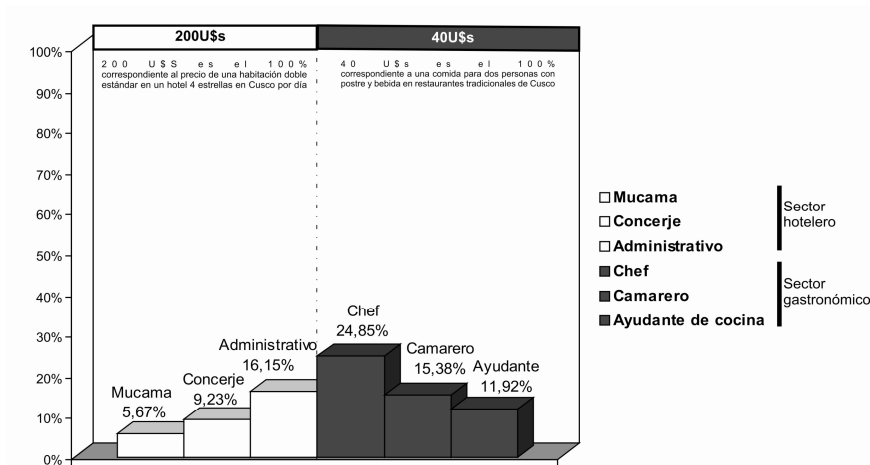 200U$s
40U$s
200 U$S es el 100%
correspondiente al precio de una habitación doble
estándar en un hotel 4 estrellas en Cusco por día
40 U$s es el 100%
correspondiente a una comida para dos personas con
postre y bebida en restaurantes tradicionales de Cusco
100%
90%
80%
70%
60%
50%
40%
30%
20%
10%
0%
Mucama
5,67%
Concerje
9,23%
Administrativo
16,15%
Chef
24,85%
Camarero
15,38%
Ayudante
11,92%
Mucama
Concerje
Administrativo
Chef
Camarero
Ayudante de cocina
Sector
hotelero
Sector
gastronómico